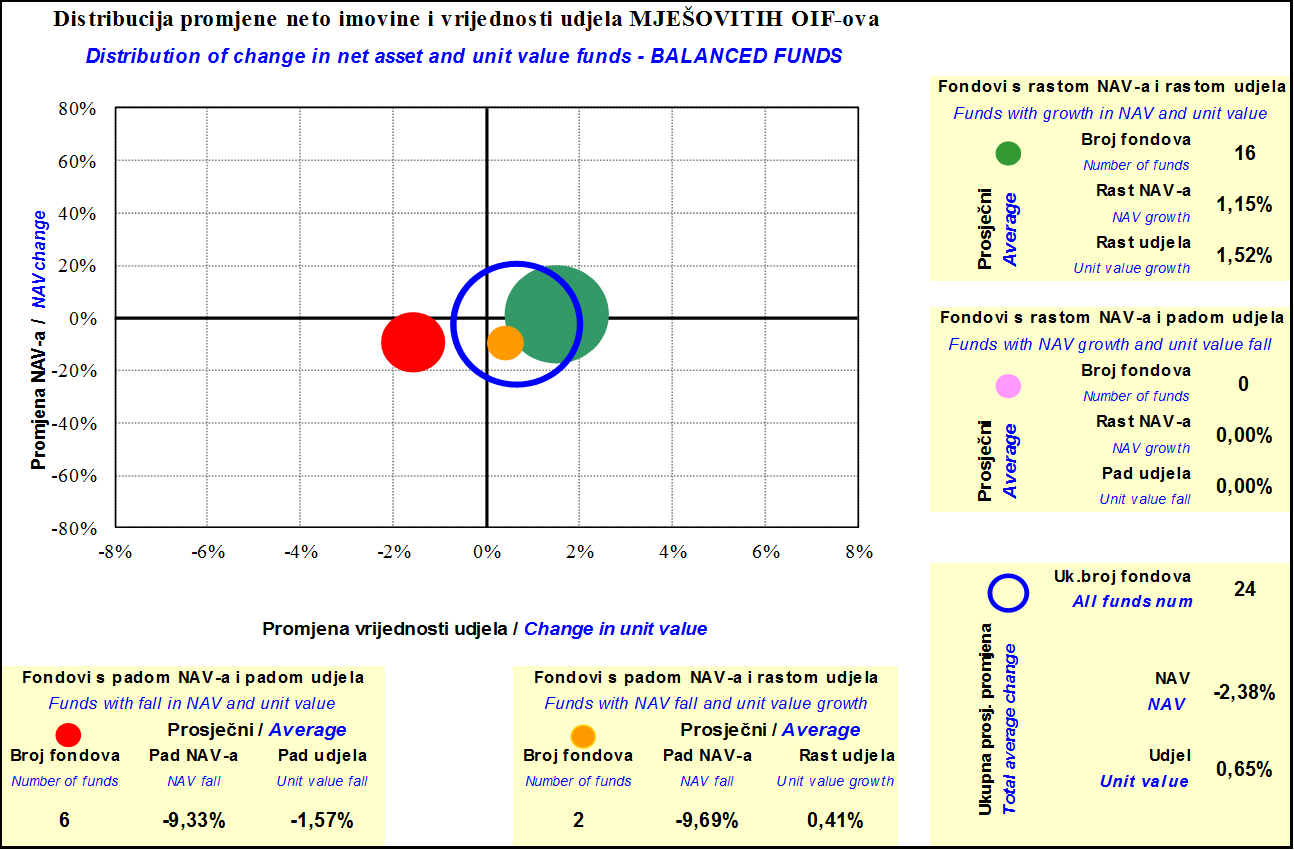 Distribucija promjene neto imovine i vrijednosti udjela MJEŠOVITIH OIF-ova
Distribution of change in net asset and unit value funds - BALANCED FUNDS
80%
60%
40%
20%
0%
-20%
-40%
-60%
-80%
-8%
-6%
-4%
-2%
0%
2%
4%
6%
8%
Promjena NAV-a / NAV change
Promjena vrijednosti udjela / Change in unit value
Fondovi s rastom NAV-a i rastom udjela
Funds with growth in NAV and unit value
Prosječni
Average
Broj fondova
Number of funds
16
Rast NAV-a
NAV growth
1,15%
Rast udjela
Unit value growth
1,52%
Fondovi s rastom NAV-a i padom udjela
Funds with NAV growth and unit value fall
Prosječni
Average
Broj fondova
Number of funds
0
Rast NAV-a
NAV growth
0,00%
Pad udjela
Unit value fall
0,00%
Ukupna prosj. promjena
Total average change
Uk.broj fondova
All funds num
24
NAV
NAV
-2,38%
Udjel
Unit value
0,65%
Fondovi s padom NAV-a i padom udjela
Funds with fall in NAV and unit value
Prosječni / Average
Broj fondova Pad NAV-a Pad udjela
Number of funds NAV fall Unit value fall
6 -9,33% -1,57%
Fondovi s padom NAV-a i rastom udjela
Funds with NAV fall and unit value growth
Prosječni / Average
Broj fondova Pad NAV-a Rast udjela
Number of funds NAV fall Unit value growth
2 -9,69% 0,41%